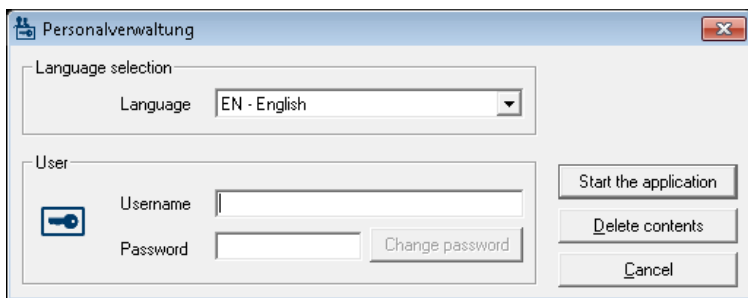 Personalverwaltung
Language selection
Language EN - English
User
Username
Password Change password
Start the application
Delete contents
Cancel